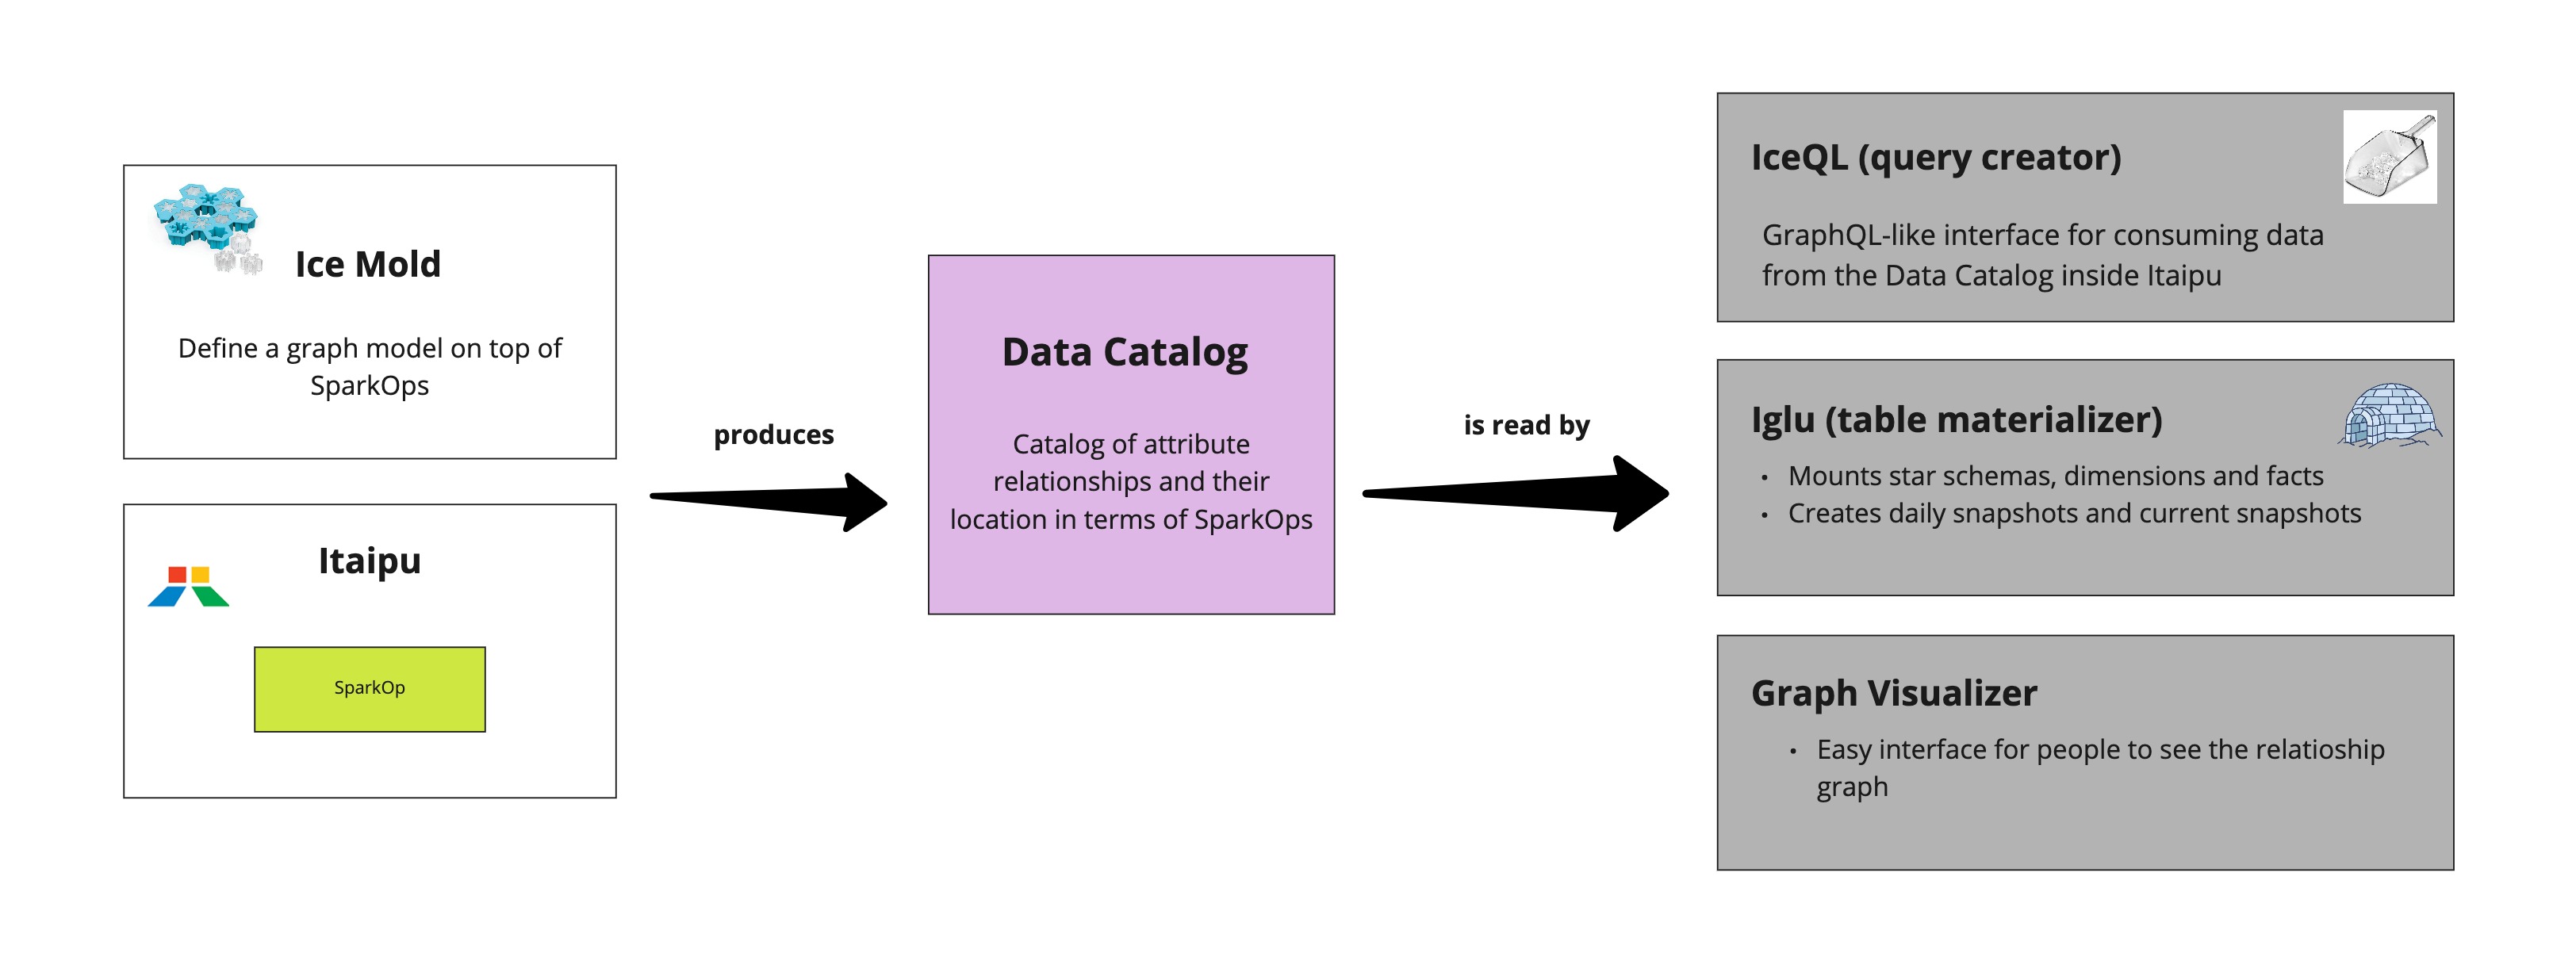 Ice Mold
Define a graph model on top of
SparkOps
Itaipu
SparkOp
produces
Data Catalog
Catalog of attribute
relationships and their
location in terms of SparkOps
is read by
IceQL (query creator)
GraphQL-like interface for consuming data
from the Data Catalog inside Itaipu
Iglu (table materializer)
• Mounts star schemas, dimensions and facts
• Creates daily snapshots and current snapshots
Graph Visualizer
• Easy interface for people to see the relatioship
graph